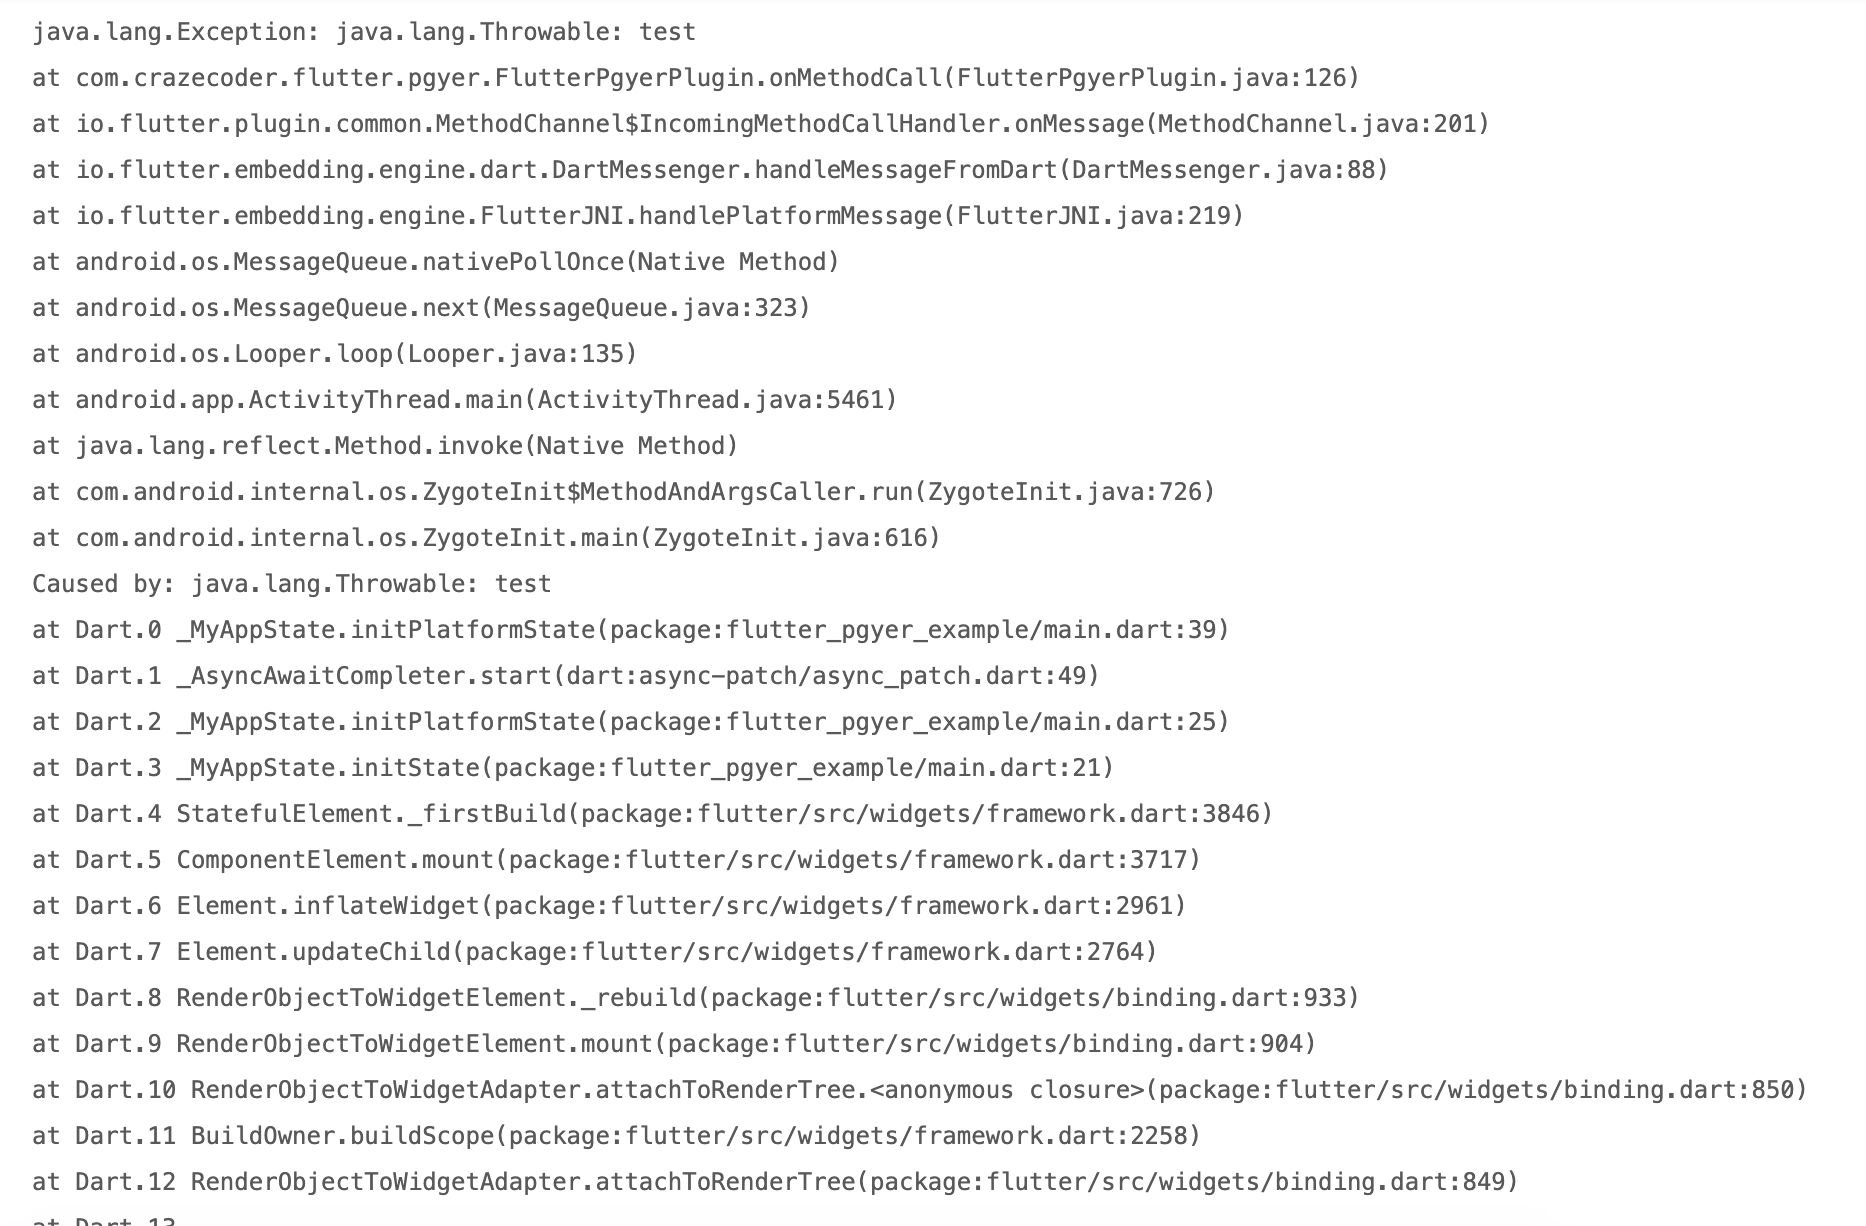 java.lang.Exception: java.lang.Throwable: test
at com.crazecoder.flutter.pgyer.FlutterPgyerPlugin.onMethodCall(FlutterPgyerPlugin.java:126)
at io.flutter.plugin.common.MethodChannel$IncomingMethodCallHandler.onMessage(MethodChannel.java:201)
at io.flutter.embedding.engine.dart.DartMessenger.handleMessageFromDart(DartMessenger.java:88)
at io.flutter.embedding.engine.FlutterJNI.handlePlatformMessage(FlutterJNI.java:219)
at android.os.MessageQueue.nativePollOnce(Native Method)
at android.os.MessageQueue.next(MessageQueue.java:323)
at android.os.Looper.loop(Looper.java:135)
at android.app.ActivityThread.main(ActivityThread.java:5461)
at java.lang.reflect.Method.invoke(Native Method)
at com.android.internal.os.ZygoteInit$MethodAndArgsCaller.run(ZygoteInit.java:726)
at com.android.internal.os.ZygoteInit.main(ZygoteInit.java:616)
Caused by: java.lang.Throwable: test
at Dart.0 _MyAppState.initPlatformState(package:flutter_pgyer_example/main.dart:39)
at Dart.1 _AsyncAwaitCompleter.start(dart:async-patch/async_patch.dart:49)
at Dart.2 _MyAppState.initPlatformState(package:flutter_pgyer_example/main.dart:25)
at Dart.3 _MyAppState.initState(package:flutter_pgyer_example/main.dart:21)
at Dart.4 StatefulElement._firstBuild(package:flutter/src/widgets/framework.dart:3846)
at Dart.5 ComponentElement.mount(package:flutter/src/widgets/framework.dart:3717)
at Dart.6 Element.inflateWidget(package:flutter/src/widgets/framework.dart:2961)
at Dart.7 Element.updateChild(package:flutter/src/widgets/framework.dart:2764)
at Dart.8 RenderObjectToWidgetElement._rebuild(package:flutter/src/widgets/binding.dart:933)
at Dart.9 RenderObjectToWidgetElement.mount(package:flutter/src/widgets/binding.dart:904)
at Dart.10 RenderObjectToWidgetAdapter.attachToRenderTree.<anonymous closure>(package:flutter/src/widgets/binding.dart:850)
at Dart.11 BuildOwner.buildScope(package:flutter/src/widgets/framework.dart:2258)
at Dart.12 RenderObjectToWidgetAdapter.attachToRenderTree(package:flutter/src/widgets/binding.dart:849)
at Dart.13